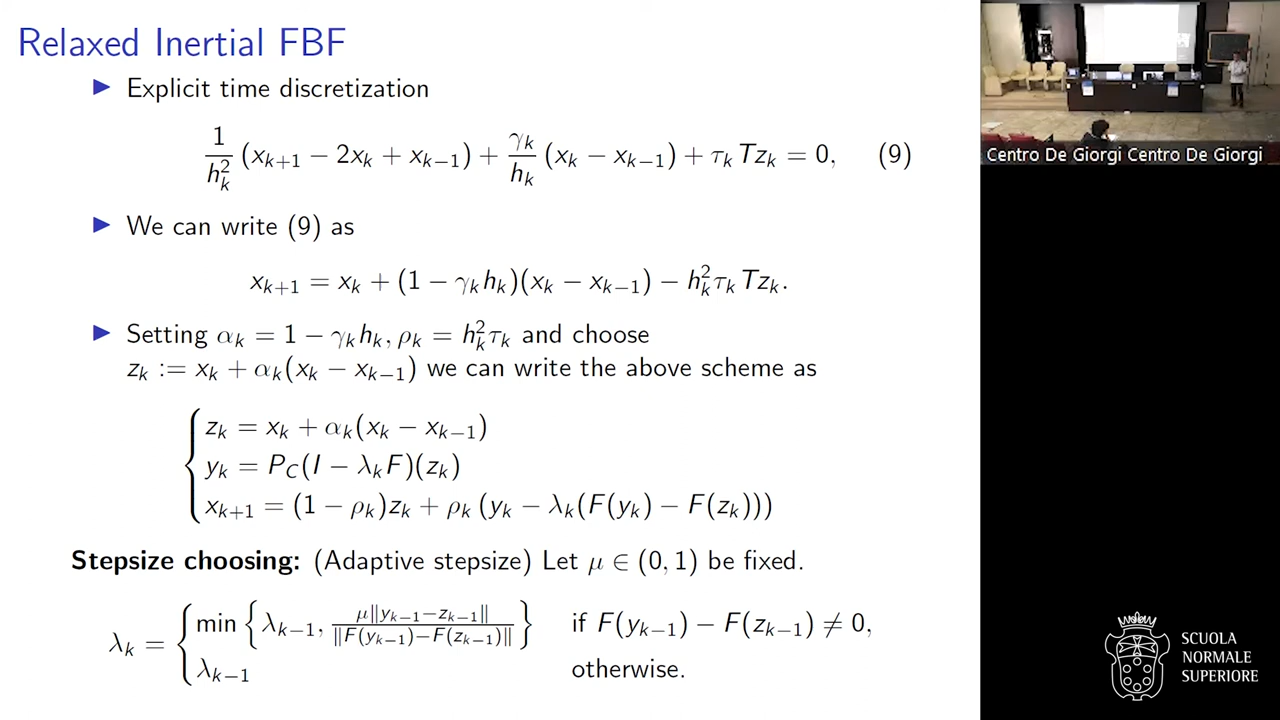 Relaxed Inertial FBF
▶ Explicit time discretization
\frac{1}{h_k^2}(x_{k+1} − 2x_k + x_{k−1}) + \frac{γ_k}{h_k}(x_k − x_{k−1}) + τ_k Tz_k = 0, (9)
▶ We can write (9) as
x_{k+1} = x_k + (1 − γ_k h_k)(x_k − x_{k−1}) − h_k^2 τ_k Tz_k.
▶ Setting α_k = 1 − γ_k h_k, ρ_k = h_k^2 τ_k and choose
z_k := x_k + α_k(x_k − x_{k−1}) we can write the above scheme as
z_k = x_k + α_k(x_k − x_{k−1})
y_k = P_C(I − λ_k F)(z_k)
x_{k+1} = (1 − ρ_k)z_k + ρ_k (y_k − λ_k(F(y_k) − F(z_k)))
Stepsize choosing: (Adaptive stepsize) Let μ ∈ (0, 1) be fixed.
λ_k = { min { λ_{k−1}, \frac{μ‖y_{k−1}−z_{k−1}‖}{‖F(y_{k−1})−F(z_{k−1})‖} } if F(y_{k−1}) − F(z_{k−1}) ≠ 0,
λ_{k−1} otherwise.
Centro De Giorgi Centro De Giorgi
SCUOLA
NORMALE
SUPERIORE